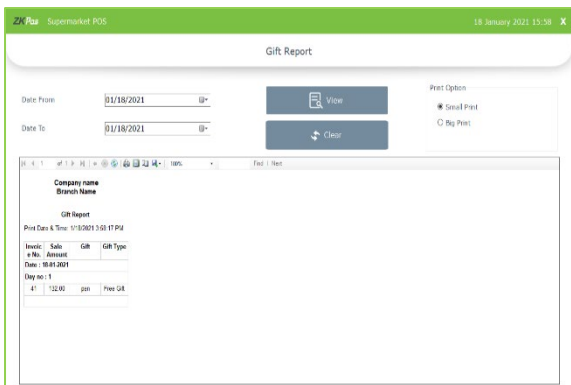 ZKPos Supermarket POS 18 January 2021 15:58 X
Gift Report
Date From 01/18/2021
View
Print Option
Small Print
Big Print
Date To 01/18/2021
Clear
1 of 1 100% Find | Next
Company name
Branch Name
Gift Report
Print Date & Time: 1/18/2021 3:58:17 PM
Invoic Sale Gift Gift Type
e No. Amount
Date : 18-01-2021
Day no : 1
41 132.00 pen Free Gift